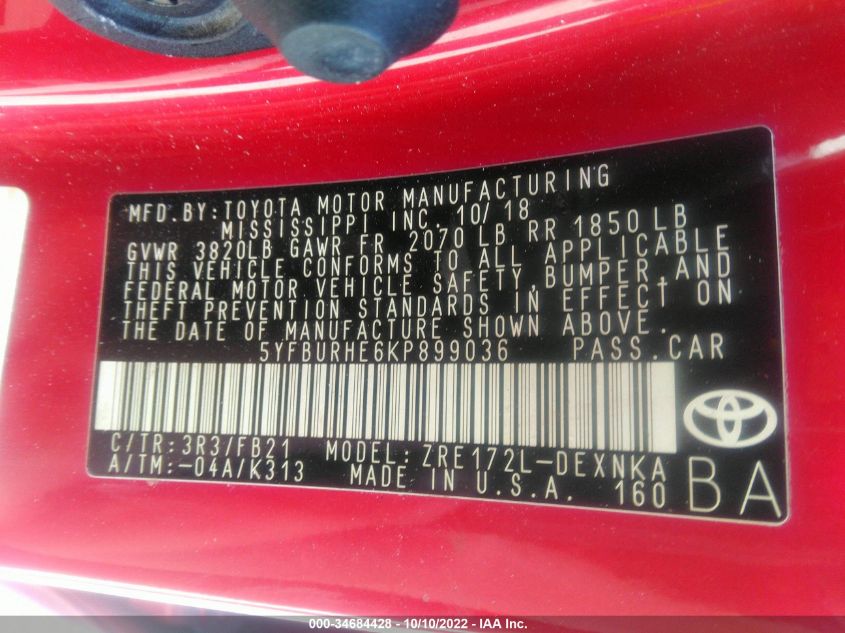 MFD.BY:TOYOTA MOTOR MANUFACTURING
MISSISSIPPI INC. 10/18
GVWR 3820LB GAWR FR 2070 LB RR 1850 LB
THIS VEHICLE CONFORMS TO ALL APPLICABLE
FEDERAL MOTOR VEHICLE SAFETY, BUMPER, AND
THEFT PREVENTION STANDARDS IN EFFECT ON
THE DATE OF MANUFACTURE SHOWN ABOVE.
5YFBURHE6KP899036 PASS.CAR
C/TR:3R3/FB21 MODEL:ZRE172L-DEXNKA
A/TM:-04A/K313 MADE IN U.S.A. 160 BA
000-34684428 - 10/10/2022 - IAA Inc.